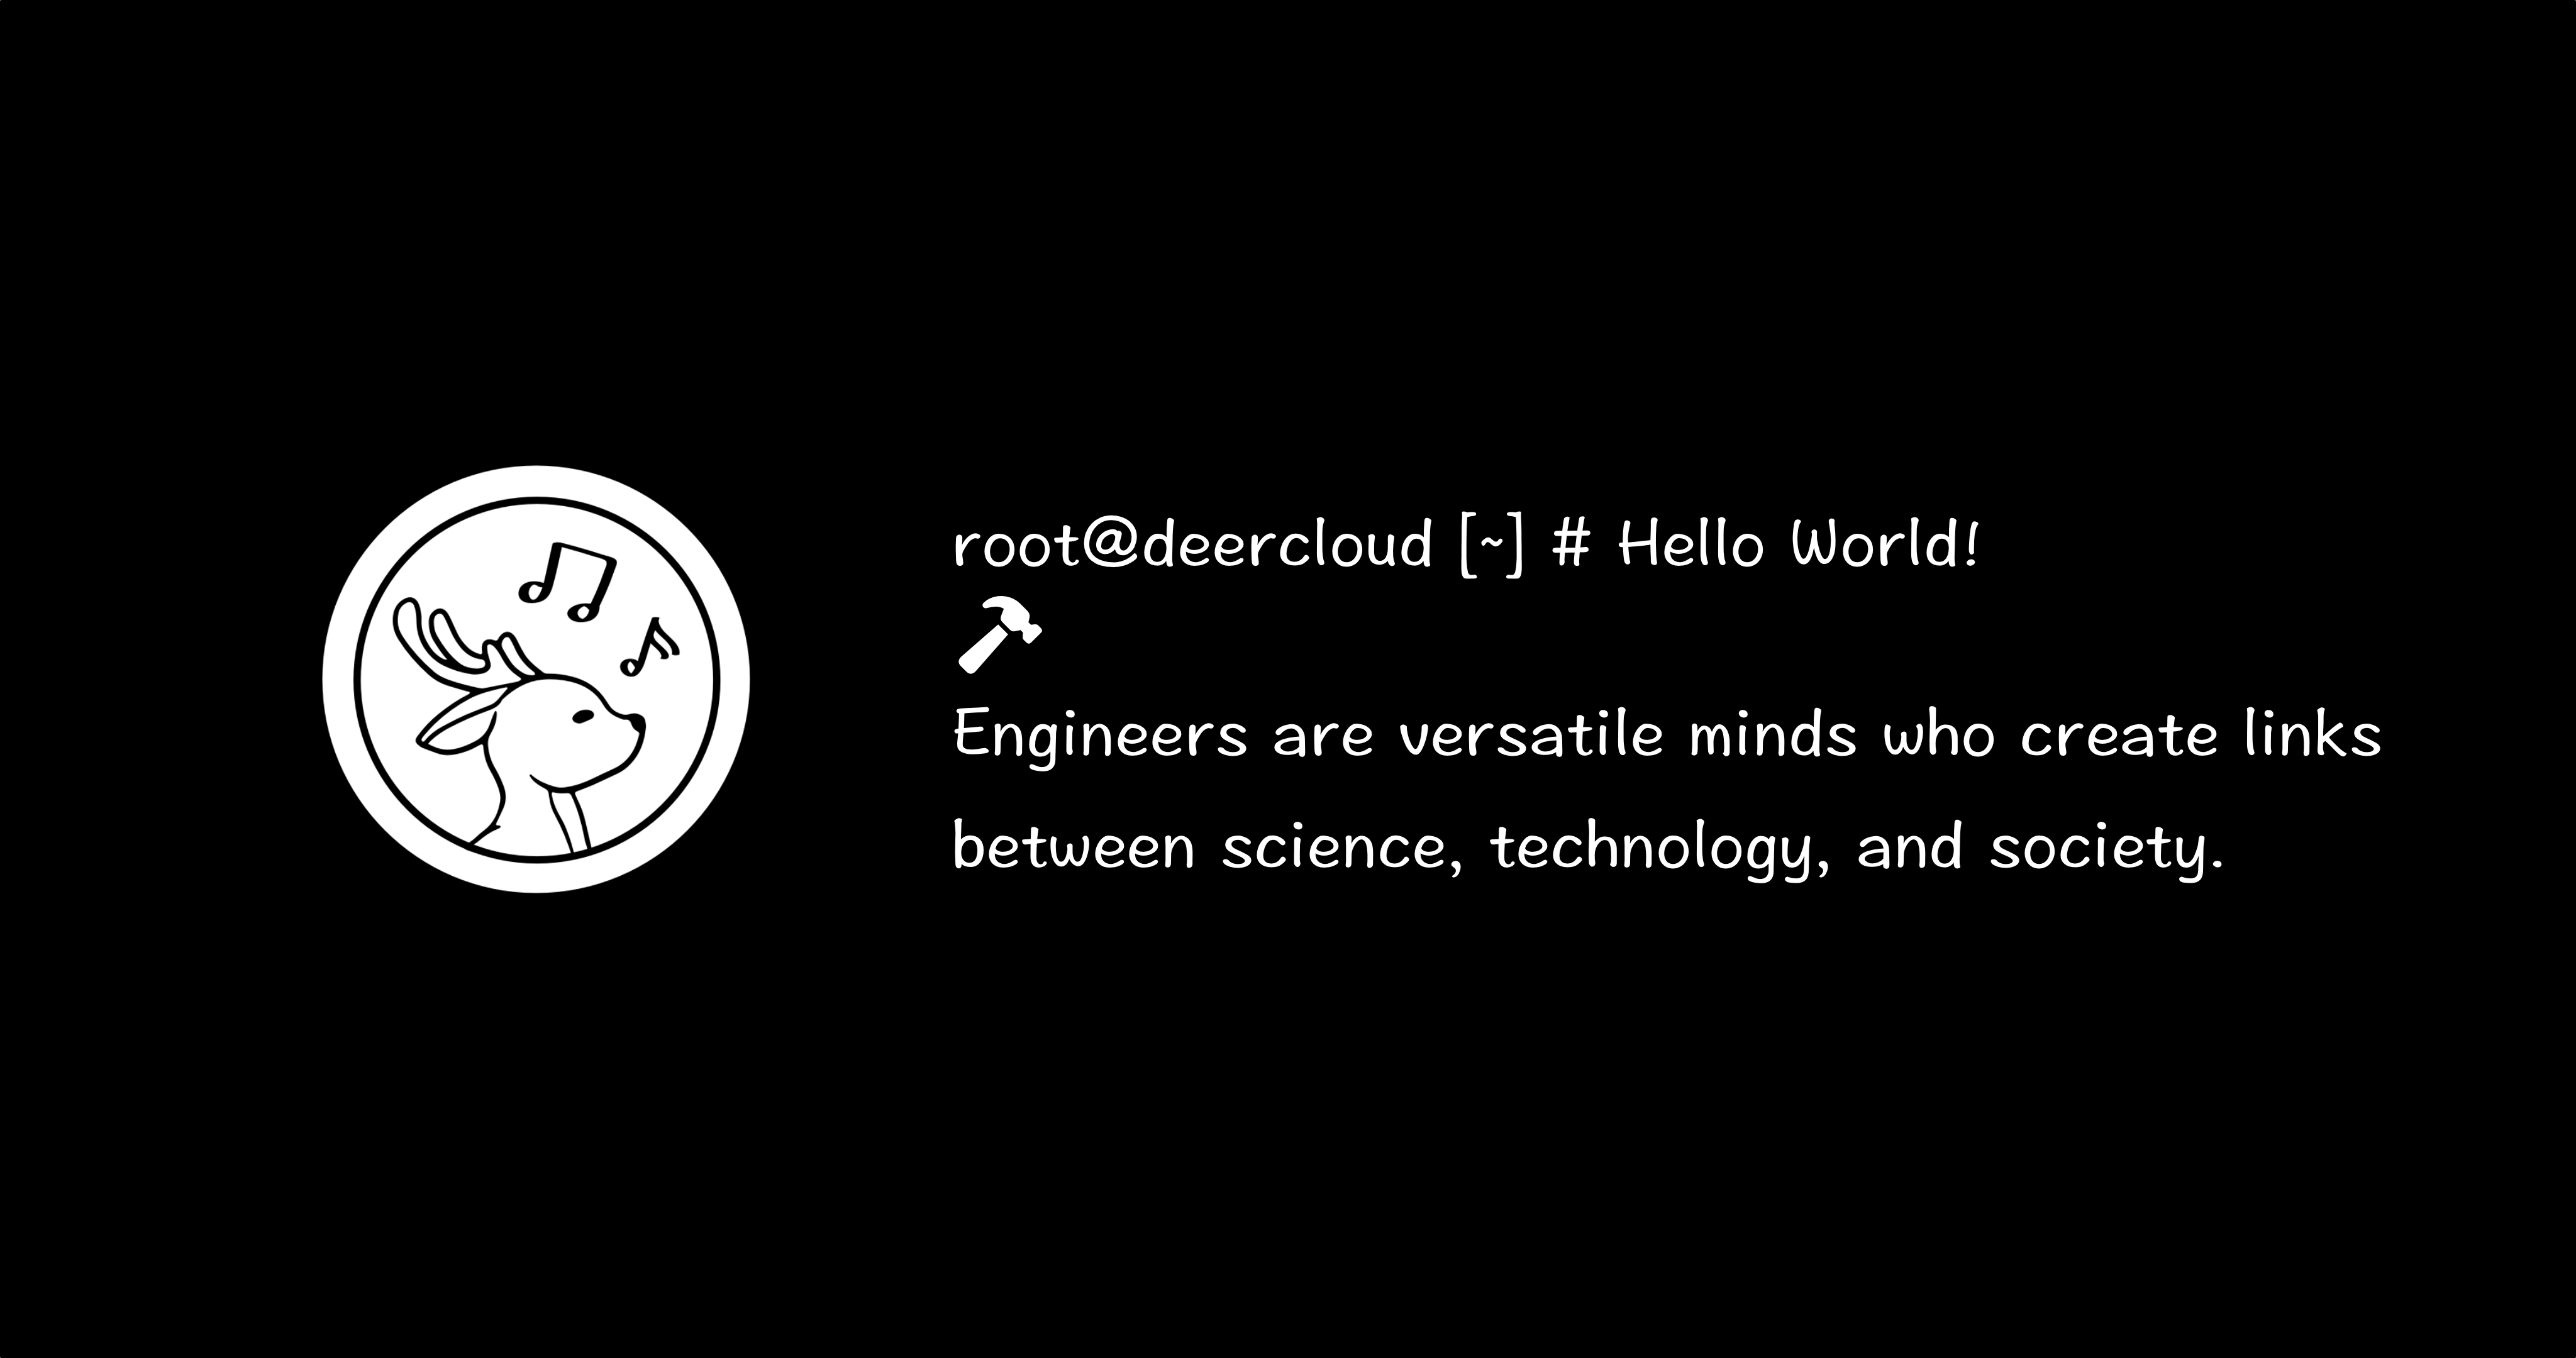 root@deercloud [~] # Hello World!
Engineers are versatile minds who create links
between science, technology, and society.